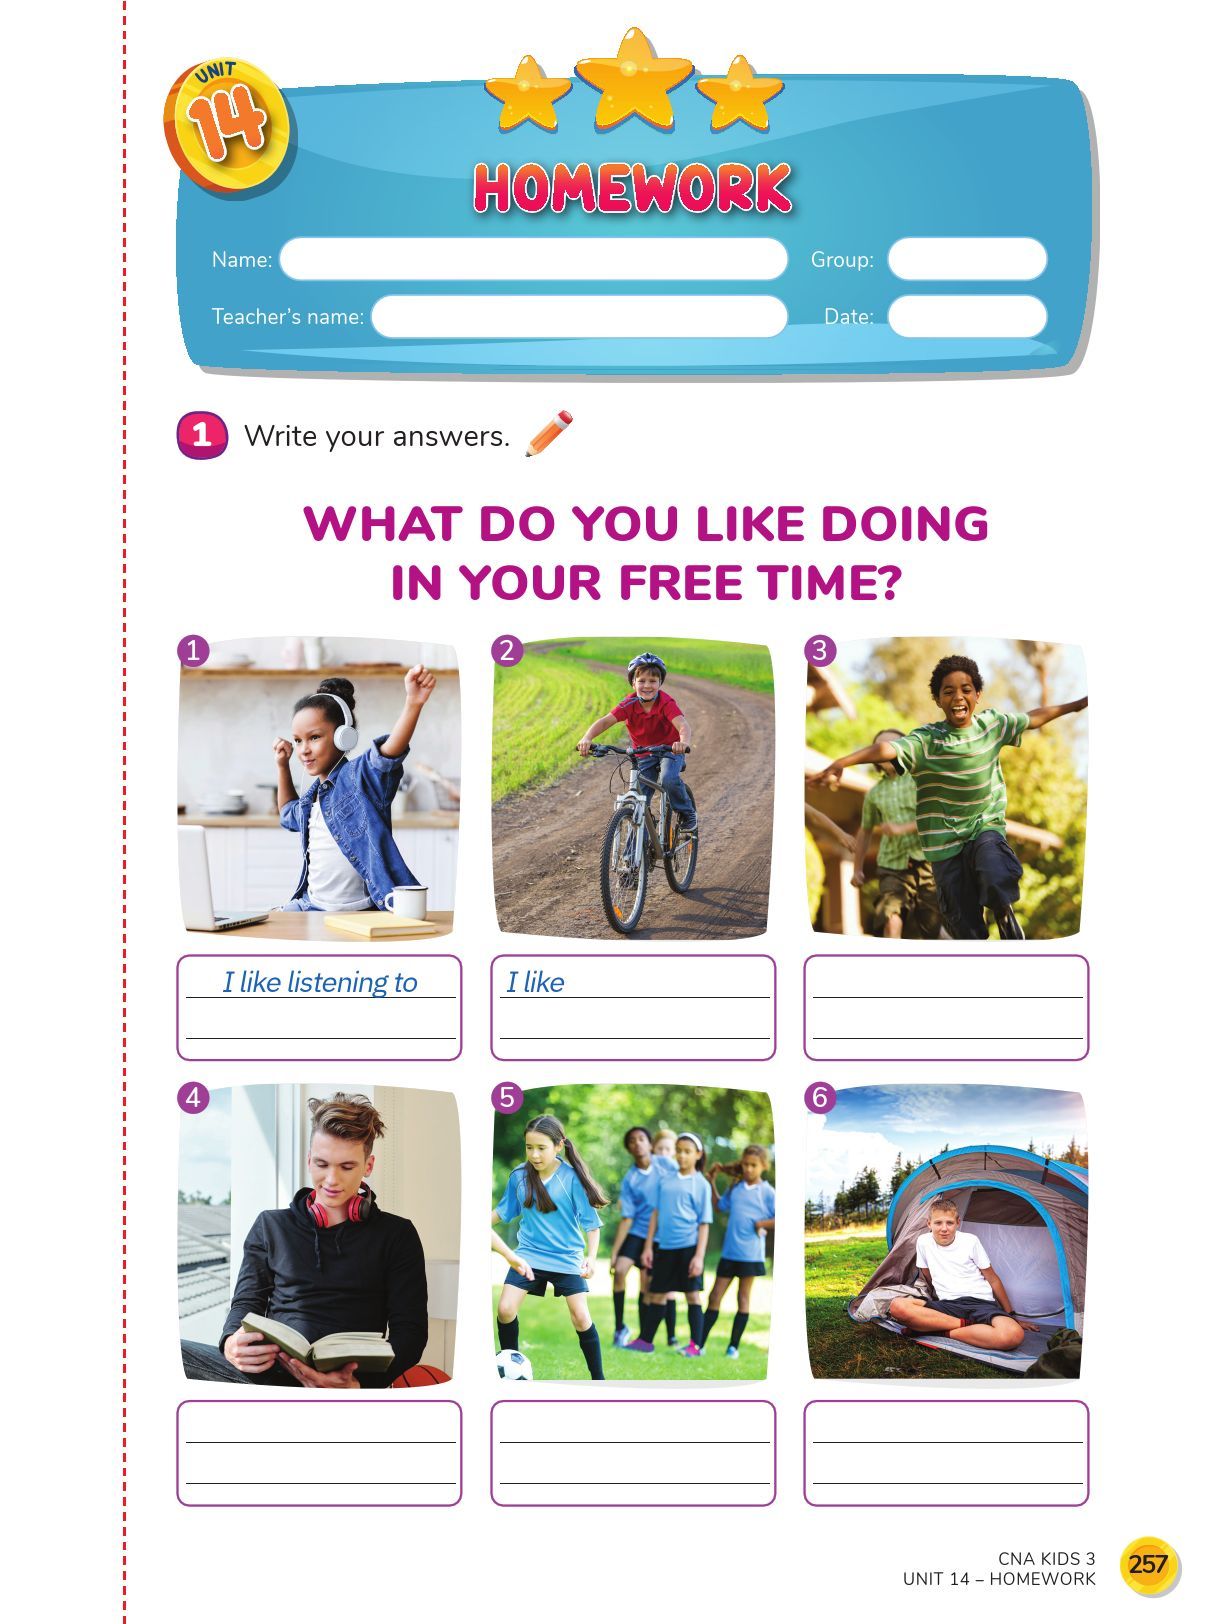 UNIT
14
HOMEWORK
Name:
Group:
Teacher's name:
Date:
1 Write your answers.
WHAT DO YOU LIKE DOING
IN YOUR FREE TIME?
1
2
3
I like listening to
I like
4
5
6
CNA KIDS 3
UNIT 14 – HOMEWORK
257